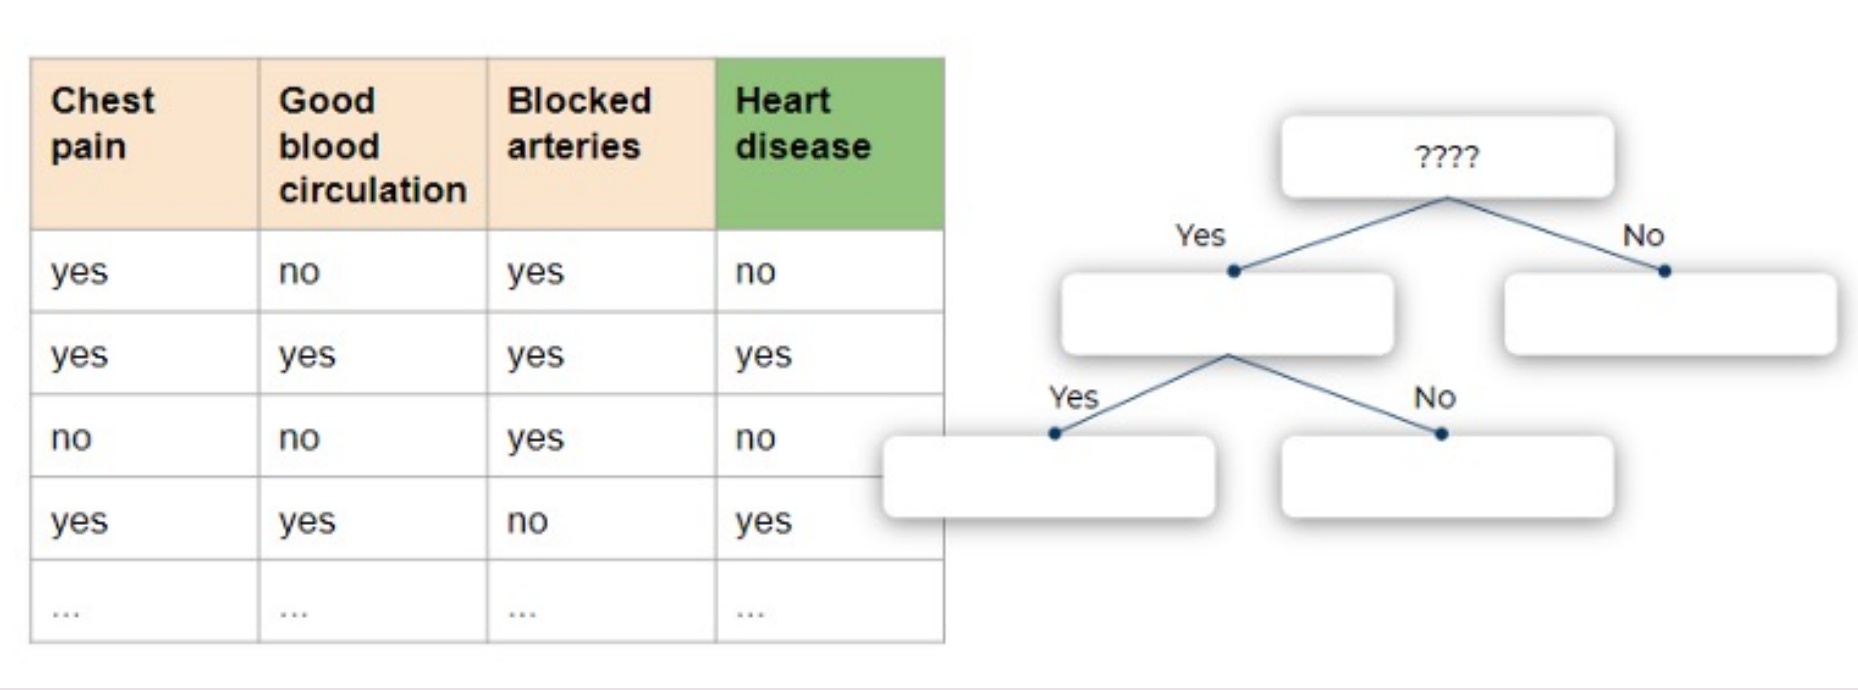 Chest pain
Good blood circulation
Blocked arteries
Heart disease
yes no yes no
yes yes yes yes
no no yes no
yes yes no yes
... ... ... ...
????
Yes No
Yes No